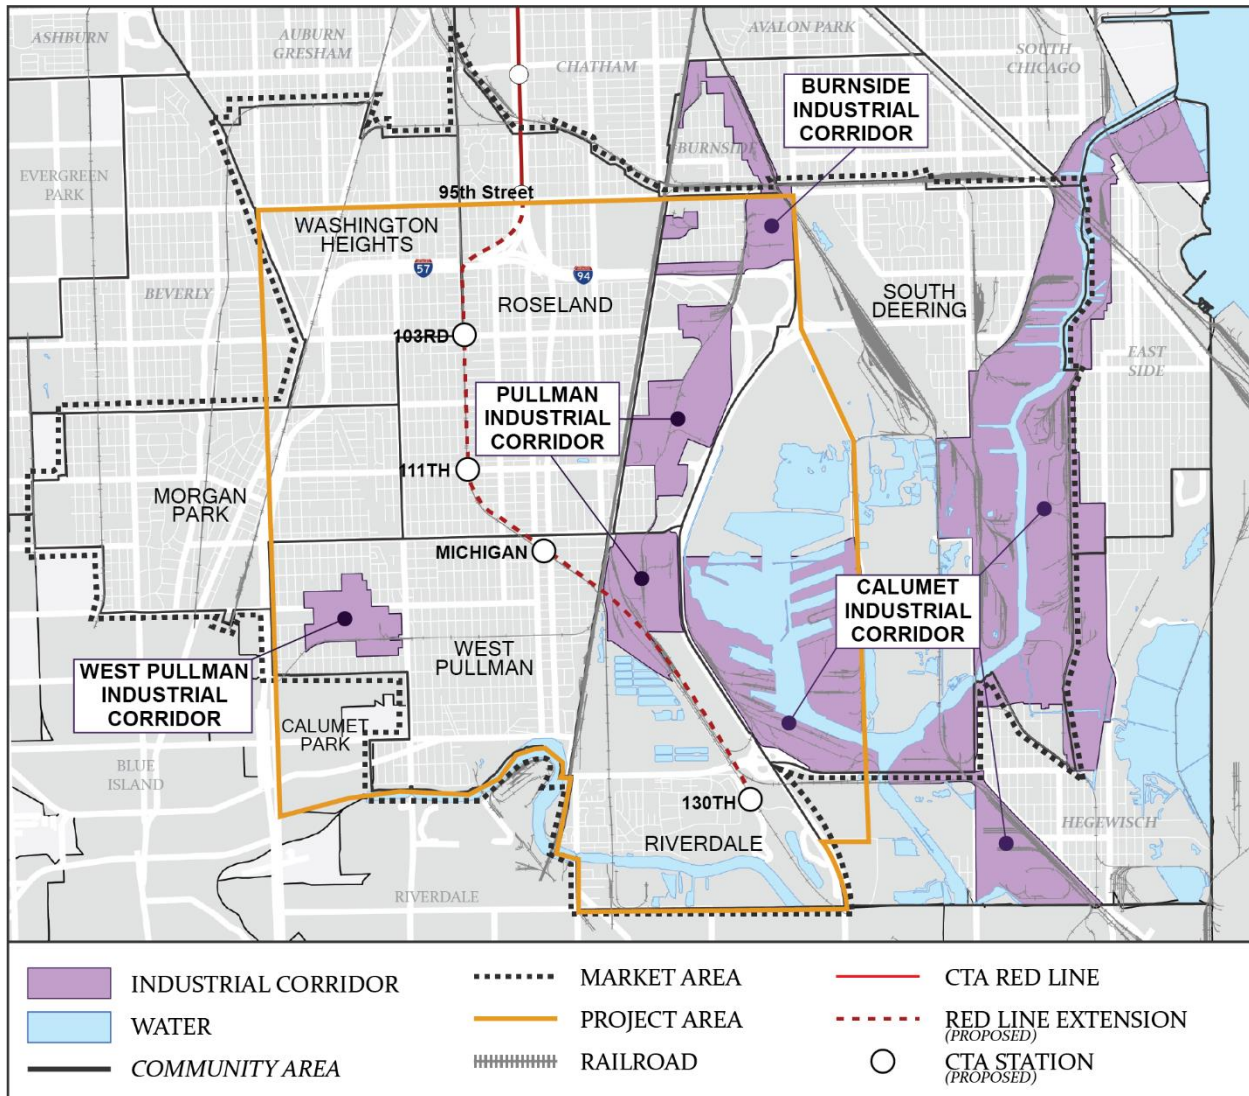 ASHBURN
AUBURN
GRESHAM
CHATHAM
AVALON PARK
SOUTH
CHICAGO
BURNSIDE
INDUSTRIAL
CORRIDOR
BURNSIDE
EVERGREEN
PARK
95th Street
WASHINGTON
HEIGHTS
57
94
BEVERLY
ROSELAND
SOUTH
DEERING
103RD
EAST
SIDE
PULLMAN
INDUSTRIAL
CORRIDOR
111TH
MORGAN
PARK
MICHIGAN
CALUMET
INDUSTRIAL
CORRIDOR
WEST PULLMAN
INDUSTRIAL
CORRIDOR
WEST
PULLMAN
CALUMET
PARK
BLUE
ISLAND
130TH
HEGEWISCH
RIVERDALE
RIVERDALE
INDUSTRIAL CORRIDOR
WATER
COMMUNITY AREA
MARKET AREA
PROJECT AREA
RAILROAD
CTA RED LINE
RED LINE EXTENSION
(PROPOSED)
CTA STATION
(PROPOSED)